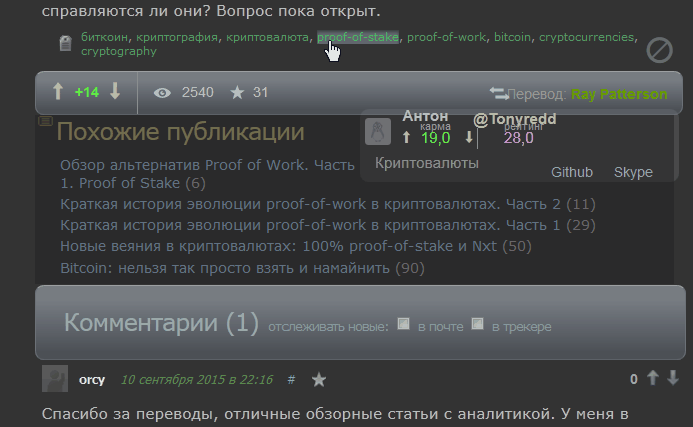 справляются ли они? Вопрос пока открыт.
биткоин, криптография, криптовалюта, proof-of-stake, proof-of-work, bitcoin, cryptocurrencies,
cryptography
+14 2540 31 Перевод: Ray Patterson
Похожие публикации
Антон @Tonyredd
карма рейтинг
19,0 28,0
Криптовалюты
Github Skype
Обзор альтернатив Proof of Work. Часть
1. Proof of Stake (6)
Краткая история эволюции proof-of-work в криптовалютах. Часть 2 (11)
Краткая история эволюции proof-of-work в криптовалютах. Часть 1 (29)
Новые веяния в криптовалютах: 100% proof-of-stake и Nxt (50)
Bitcoin: нельзя так просто взять и намайнить (90)
Комментарии (1) отслеживать новые: в почте в трекере
orcy 10 сентября 2015 в 22:16 # 0
Спасибо за переводы, отличные обзорные статьи с аналитикой. У меня в